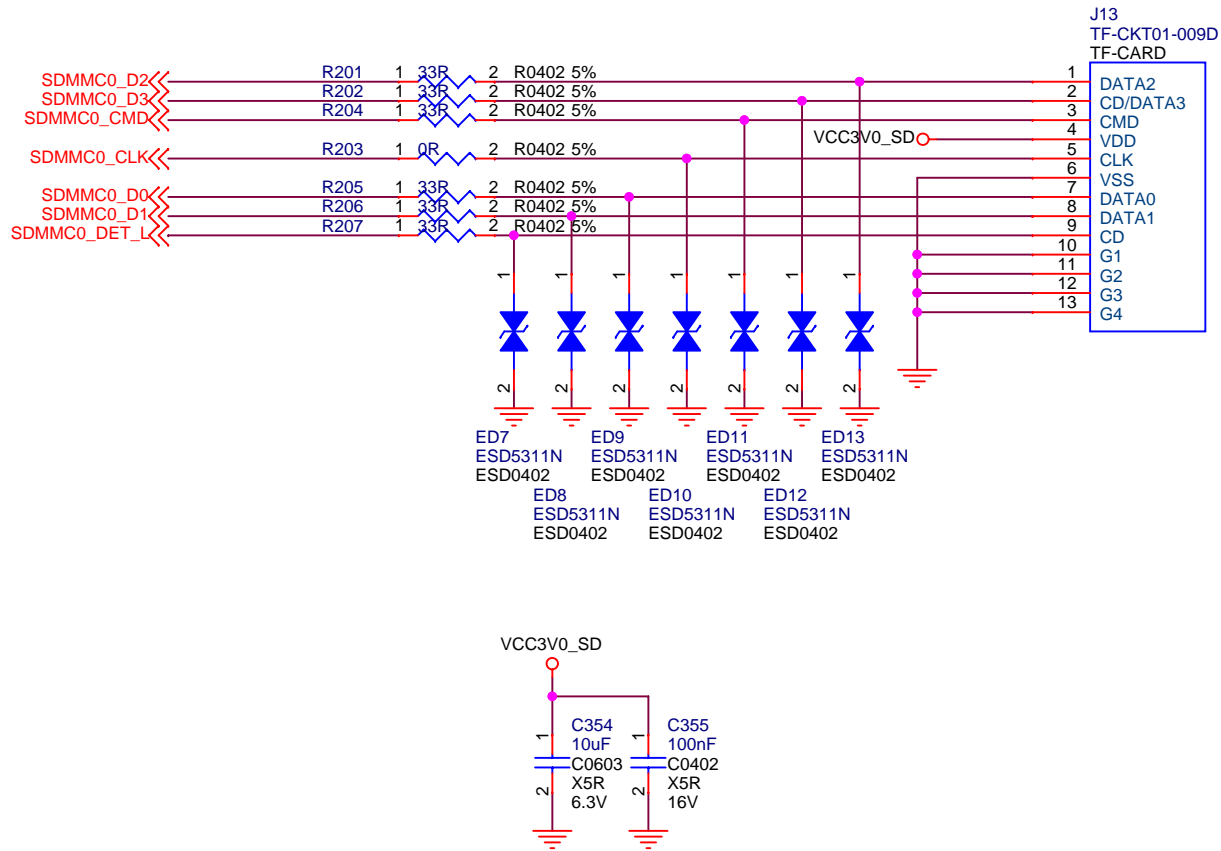 J13
TF-CKT01-009D
TF-CARD
SDMMC0_D2 R201 1 33R 2 R0402 5% 1 DATA2
SDMMC0_D3 R202 1 33R 2 R0402 5% 2 CD/DATA3
SDMMC0_CMD R204 1 33R 2 R0402 5% 3 CMD
VCC3V0_SD 4 VDD
SDMMC0_CLK R203 1 0R 2 R0402 5% 5 CLK
6 VSS
SDMMC0_D0 R205 1 33R 2 R0402 5% 7 DATA0
SDMMC0_D1 R206 1 33R 2 R0402 5% 8 DATA1
SDMMC0_DET_L R207 1 33R 2 R0402 5% 9 CD
10 G1
11 G2
12 G3
13 G4
1 1 1 1 1 1 1
2 2 2 2 2 2 2
ED7 ED9 ED11 ED13
ESD5311N ESD5311N ESD5311N ESD5311N
ESD0402 ESD0402 ESD0402 ESD0402
ED8 ED10 ED12
ESD5311N ESD5311N ESD5311N
ESD0402 ESD0402 ESD0402
VCC3V0_SD
1 C354 1 C355
10uF 100nF
C0603 C0402
2 X5R 2 X5R
6.3V 16V